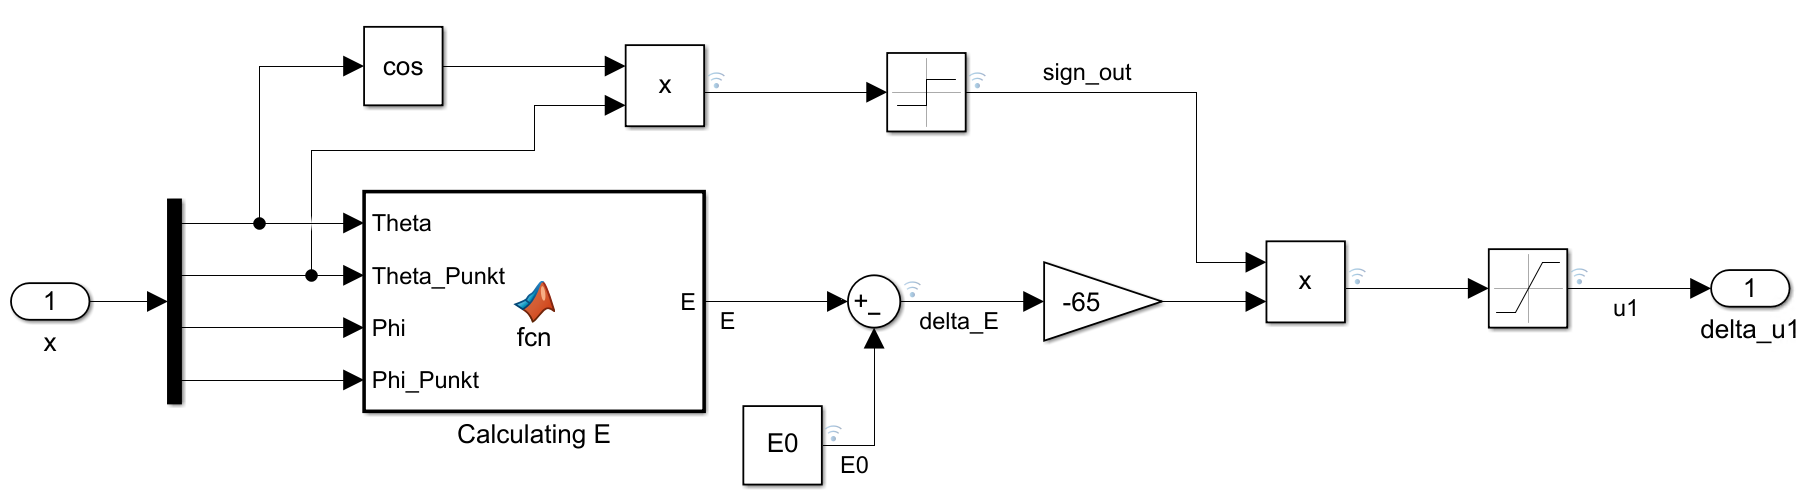 cos
x
sign_out
Theta
Theta_Punkt
Phi
Phi_Punkt
fcn
E
E
Calculating E
1
x
+
−
delta_E
E0
E0
-65
x
u1
1
delta_u1